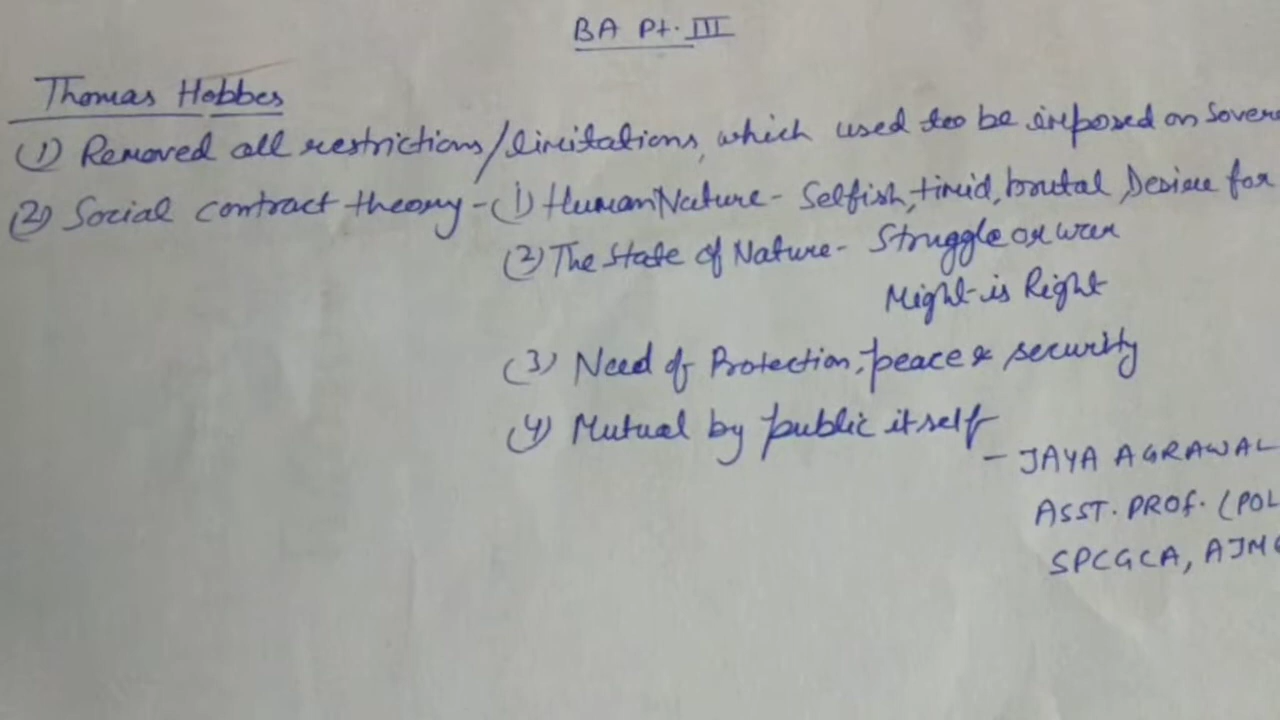 BA Pt. III
Thomas Hobbes
(1) Removed all restrictions/limitations, which used to be imposed on Sovere
(2) Social contract theory - (1) Human Nature - Selfish, timid, brutal, Desire for
(2) The State of Nature - Struggle or war
Might is Right
(3) Need of Protection, peace & security
(4) Mutual by public itself
- JAYA AGRAWAL
ASST. PROF. (POL
SPCGCA, AJM